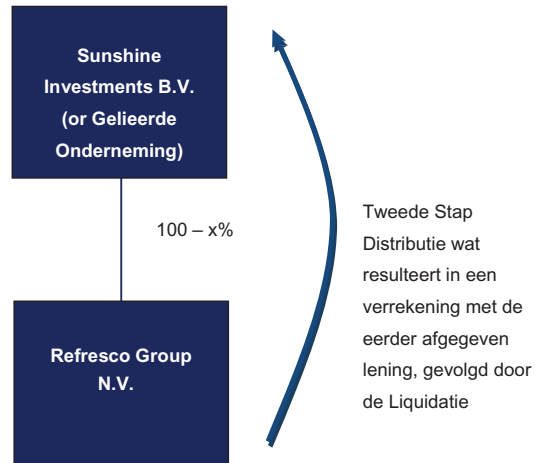 Sunshine
Investments B.V.
(or Gelieerde
Onderneming)
100 – x%
Tweede Stap
Distributie wat
resulteert in een
verrekening met de
eerder afgegeven
lening, gevolgd door
de Liquidatie
Refresco Group
N.V.